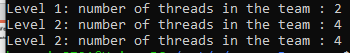 Level 1: number of threads in the team : 2
Level 2: number of threads in the team : 4
Level 2: number of threads in the team : 4